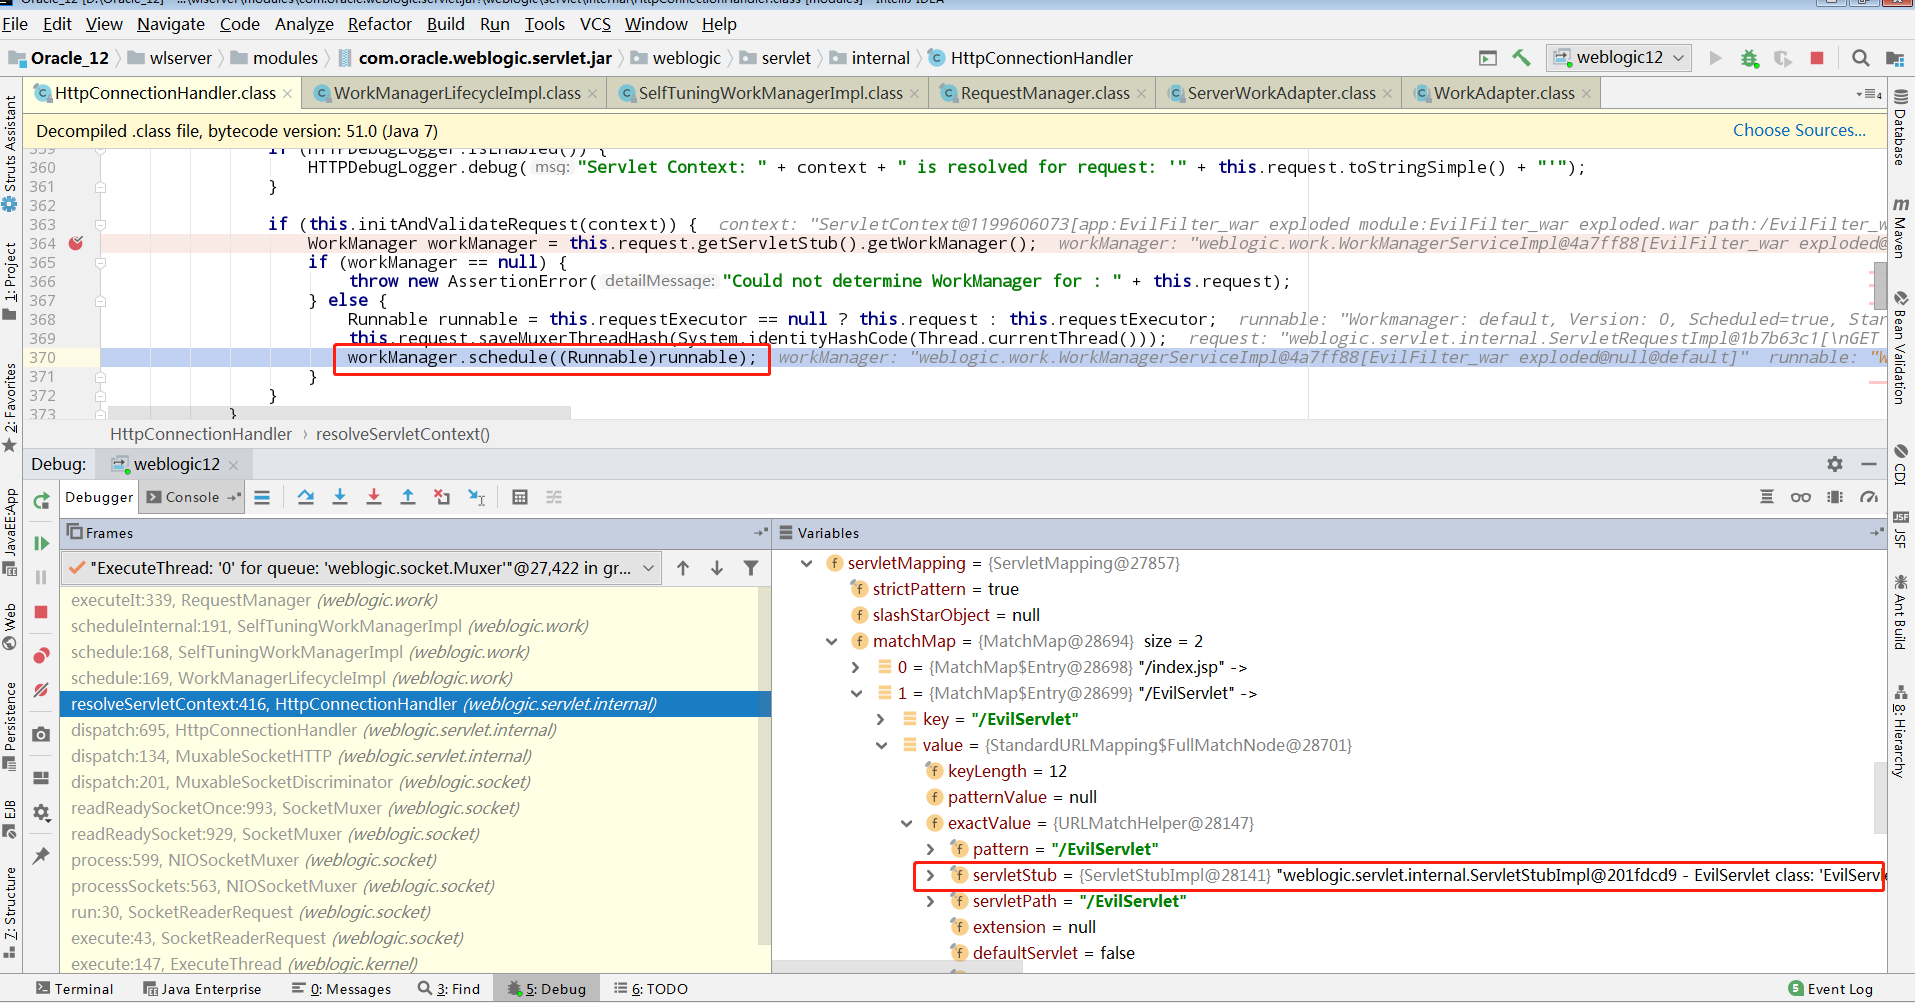 File Edit View Navigate Code Analyze Refactor Build Run Tools VCS Window Help
Oracle_12 wlserver modules com.oracle.weblogic.servlet.jar weblogic servlet internal HttpConnectionHandler weblogic12
HttpConnectionHandler.class WorkManagerLifecycleImpl.class SelfTuningWorkManagerImpl.class RequestManager.class ServerWorkAdapter.class WorkAdapter.class
Decompiled .class file, bytecode version: 51.0 (Java 7) Choose Sources...
359 if (HTTPDebugLogger.isEnabled()) {
360 HTTPDebugLogger.debug( msg: "Servlet Context: " + context + " is resolved for request: '" + this.request.toStringSimple() + "'");
361 }
362
363 if (this.initAndValidateRequest(context)) { context: "ServletContext@1199606073[app:EvilFilter_war exploded module:EvilFilter_war exploded.war path:/EvilFilter_w
364 WorkManager workManager = this.request.getServletStub().getWorkManager(); workManager: "weblogic.work.WorkManagerServiceImpl@4a7ff88[EvilFilter_war exploded@
365 if (workManager == null) {
366 throw new AssertionError( detailMessage: "Could not determine WorkManager for : " + this.request);
367 } else {
368 Runnable runnable = this.requestExecutor == null ? this.request : this.requestExecutor; runnable: "Workmanager: default, Version: 0, Scheduled=true, Star
369 this.request.saveMuxerThreadHash(System.identityHashCode(Thread.currentThread())); request: "weblogic.servlet.internal.ServletRequestImpl@1b7b63c1[\nGET
370 workManager.schedule((Runnable)runnable); workManager: "weblogic.work.WorkManagerServiceImpl@4a7ff88[EvilFilter_war exploded@null@default]" runnable: "W
371 }
372 }
373 }
HttpConnectionHandler › resolveServletContext()
Debug: weblogic12
Debugger Console
Frames
"ExecuteThread: '0' for queue: 'weblogic.socket.Muxer'"@27,422 in gr...
executeIt:339, RequestManager (weblogic.work)
scheduleInternal:191, SelfTuningWorkManagerImpl (weblogic.work)
schedule:168, SelfTuningWorkManagerImpl (weblogic.work)
schedule:169, WorkManagerLifecycleImpl (weblogic.work)
resolveServletContext:416, HttpConnectionHandler (weblogic.servlet.internal)
dispatch:695, HttpConnectionHandler (weblogic.servlet.internal)
dispatch:134, MuxableSocketHTTP (weblogic.servlet.internal)
dispatch:201, MuxableSocketDiscriminator (weblogic.socket)
readReadySocketOnce:993, SocketMuxer (weblogic.socket)
readReadySocket:929, SocketMuxer (weblogic.socket)
process:599, NIOSocketMuxer (weblogic.socket)
processSockets:563, NIOSocketMuxer (weblogic.socket)
run:30, SocketReaderRequest (weblogic.socket)
execute:43, SocketReaderRequest (weblogic.socket)
execute:147, ExecuteThread (weblogic.kernel)
Variables
servletMapping = {ServletMapping@27857}
strictPattern = true
slashStarObject = null
matchMap = {MatchMap@28694} size = 2
0 = {MatchMap$Entry@28698} "/index.jsp" ->
1 = {MatchMap$Entry@28699} "/EvilServlet" ->
key = "/EvilServlet"
value = {StandardURLMapping$FullMatchNode@28701}
keyLength = 12
patternValue = null
exactValue = {URLMatchHelper@28147}
pattern = "/EvilServlet"
servletStub = {ServletStubImpl@28141} "weblogic.servlet.internal.ServletStubImpl@201fdcd9 - EvilServlet class: 'EvilServle
servletPath = "/EvilServlet"
extension = null
defaultServlet = false
Struts Assistant
1: Project
2: Favorites
JavaEE:App
Web
Persistence
EJB
7: Structure
Database
Maven
Bean Validation
CDI
JSF
Ant Build
8: Hierarchy
Terminal Java Enterprise 0: Messages 3: Find 5: Debug 6: TODO 5 Event Log